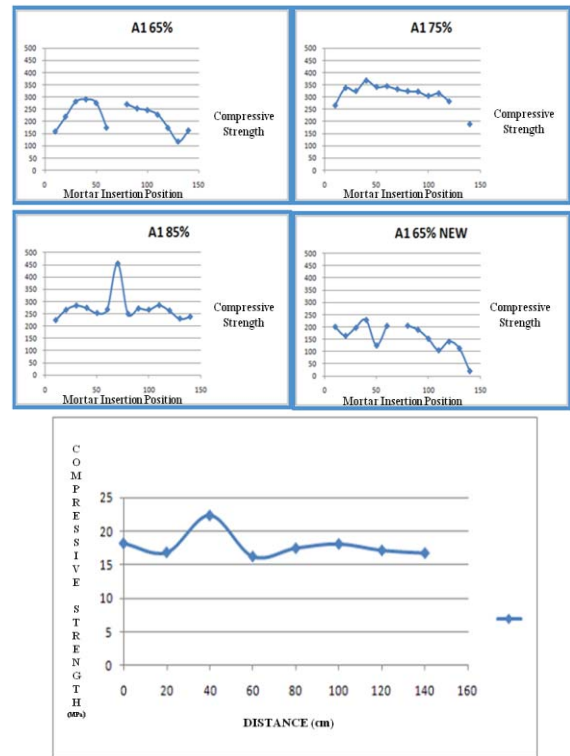 A1 65%
500
450
400
350
300
250
200
150
100
50
0
0 50 100 150
Compressive
Strength
Mortar Insertion Position
A1 75%
500
450
400
350
300
250
200
150
100
50
0
0 50 100 150
Compressive
Strength
Mortar Insertion Position
A1 85%
500
450
400
350
300
250
200
150
100
50
0
0 50 100 150
Compressive
Strength
Mortar Insertion Position
A1 65% NEW
500
450
400
350
300
250
200
150
100
50
0
0 50 100 150
Compressive
Strength
Mortar Insertion Position
COMPRESSIVE STRENGTH (MPa)
25
20
15
10
5
0
0 20 40 60 80 100 120 140 160
DISTANCE (cm)